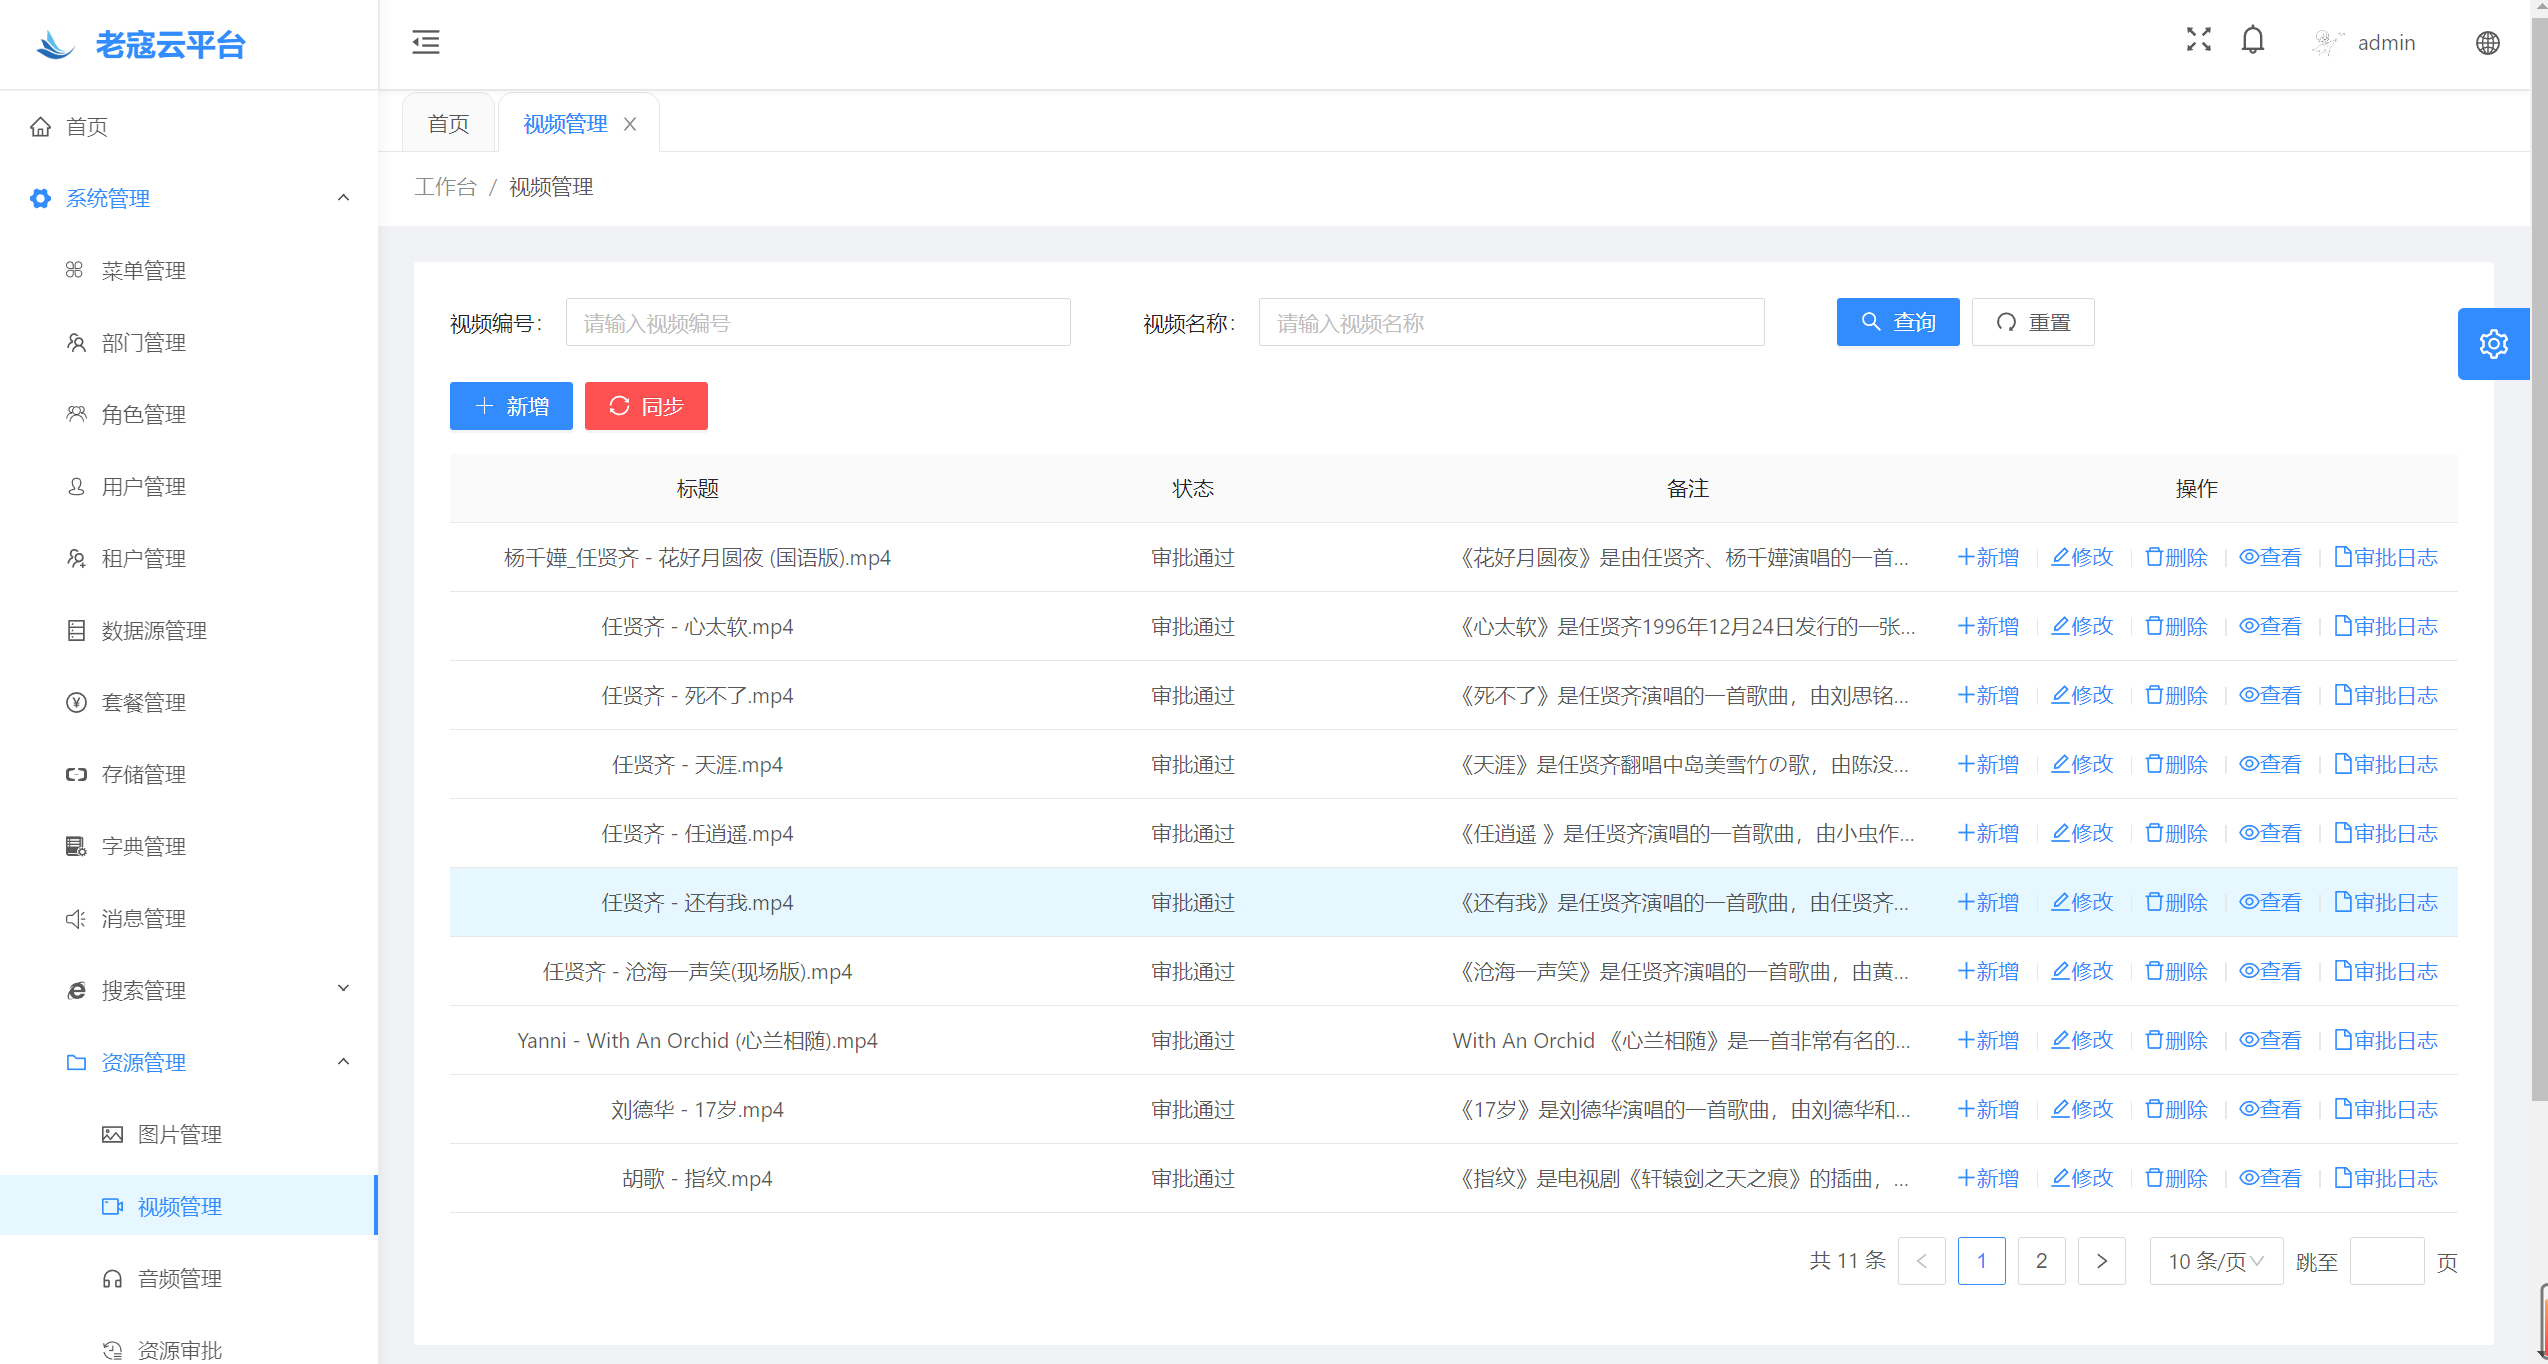 老寇云平台
admin
首页
系统管理
菜单管理
部门管理
角色管理
用户管理
租户管理
数据源管理
套餐管理
存储管理
字典管理
消息管理
搜索管理
资源管理
图片管理
视频管理
音频管理
资源审批
首页 视频管理
工作台 / 视频管理
视频编号： 请输入视频编号 视频名称： 请输入视频名称 查询 重置
新增 同步
标题 状态 备注 操作
杨千嬅_任贤齐 - 花好月圆夜 (国语版).mp4 审批通过 《花好月圆夜》是由任贤齐、杨千嬅演唱的一首... 新增 修改 删除 查看 审批日志
任贤齐 - 心太软.mp4 审批通过 《心太软》是任贤齐1996年12月24日发行的一张... 新增 修改 删除 查看 审批日志
任贤齐 - 死不了.mp4 审批通过 《死不了》是任贤齐演唱的一首歌曲，由刘思铭... 新增 修改 删除 查看 审批日志
任贤齐 - 天涯.mp4 审批通过 《天涯》是任贤齐翻唱中岛美雪竹の歌，由陈没... 新增 修改 删除 查看 审批日志
任贤齐 - 任逍遥.mp4 审批通过 《任逍遥 》是任贤齐演唱的一首歌曲，由小虫作... 新增 修改 删除 查看 审批日志
任贤齐 - 还有我.mp4 审批通过 《还有我》是任贤齐演唱的一首歌曲，由任贤齐... 新增 修改 删除 查看 审批日志
任贤齐 - 沧海一声笑(现场版).mp4 审批通过 《沧海一声笑》是任贤齐演唱的一首歌曲，由黄... 新增 修改 删除 查看 审批日志
Yanni - With An Orchid (心兰相随).mp4 审批通过 With An Orchid 《心兰相随》是一首非常有名的... 新增 修改 删除 查看 审批日志
刘德华 - 17岁.mp4 审批通过 《17岁》是刘德华演唱的一首歌曲，由刘德华和... 新增 修改 删除 查看 审批日志
胡歌 - 指纹.mp4 审批通过 《指纹》是电视剧《轩辕剑之天之痕》的插曲，... 新增 修改 删除 查看 审批日志
共 11 条 < 1 2 > 10 条/页 跳至 页